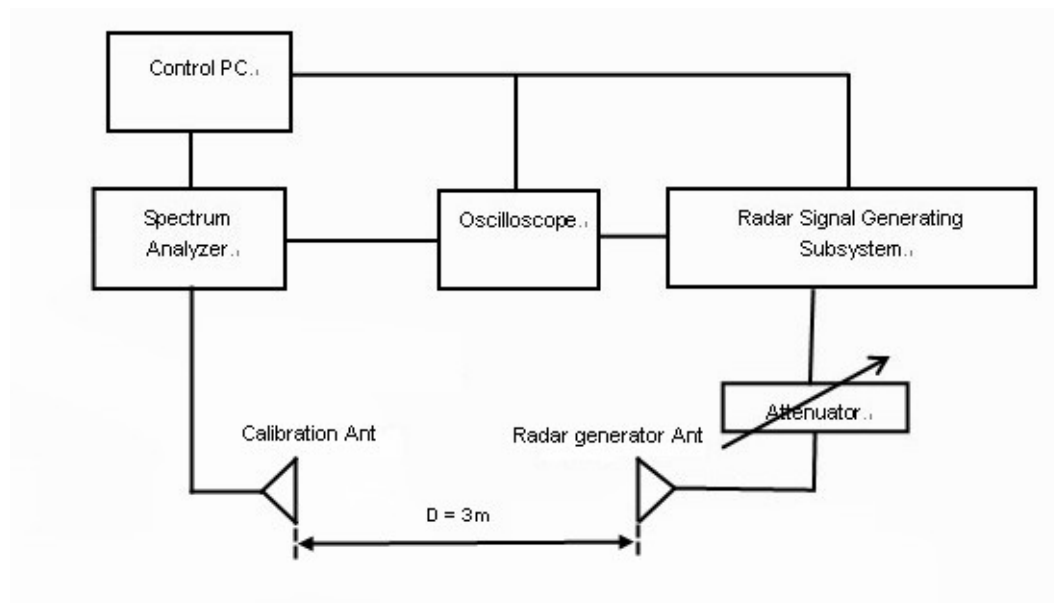 Control PC
Spectrum
Analyzer
Oscilloscope
Radar Signal Generating
Subsystem
Attenuator
Calibration Ant
Radar generator Ant
D = 3m